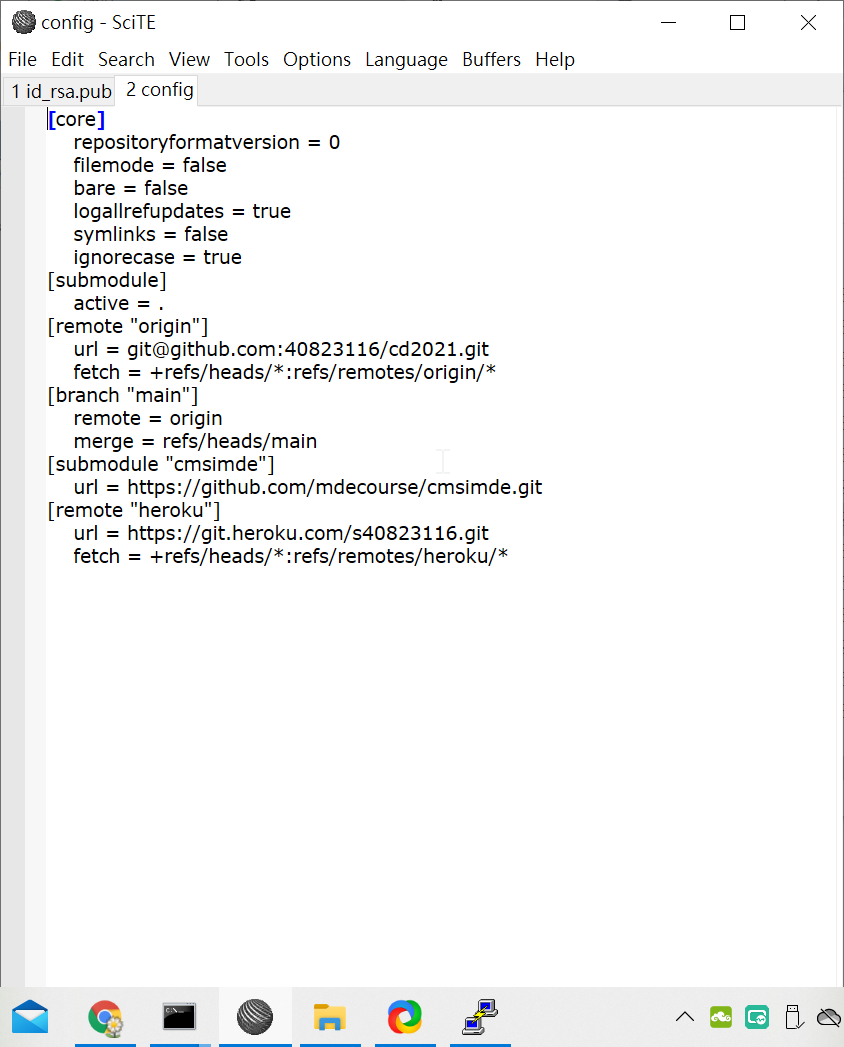 config - SciTE
File Edit Search View Tools Options Language Buffers Help
1 id_rsa.pub 2 config
[core]
repositoryformatversion = 0
filemode = false
bare = false
logallrefupdates = true
symlinks = false
ignorecase = true
[submodule]
active = .
[remote "origin"]
url = git@github.com:40823116/cd2021.git
fetch = +refs/heads/*:refs/remotes/origin/*
[branch "main"]
remote = origin
merge = refs/heads/main
[submodule "cmsimde"]
url = https://github.com/mdecourse/cmsimde.git
[remote "heroku"]
url = https://git.heroku.com/s40823116.git
fetch = +refs/heads/*:refs/remotes/heroku/*